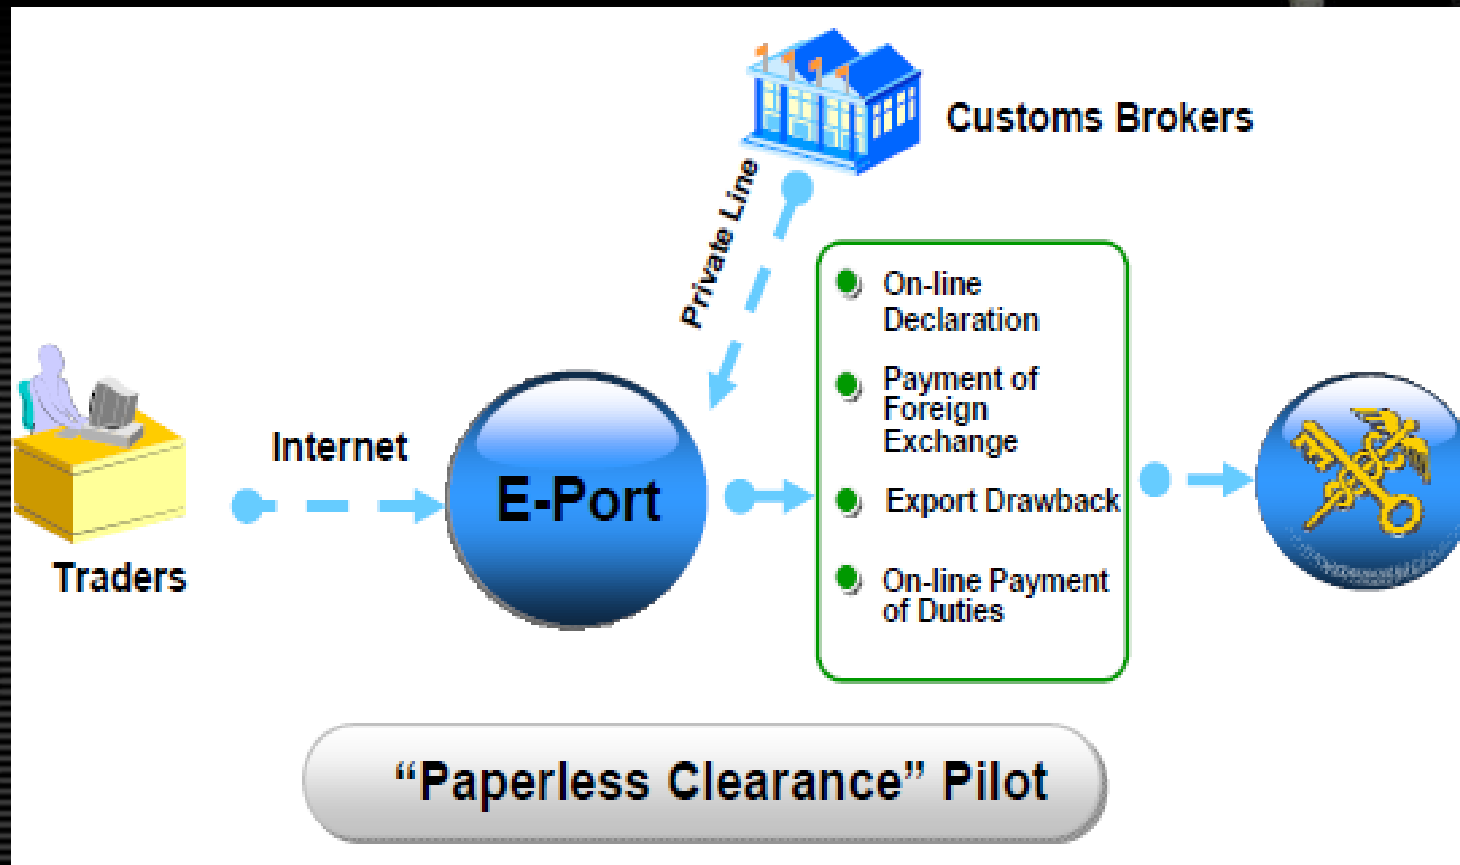 Customs Brokers
Private Line
On-line
Declaration
Payment of
Foreign
Exchange
Export Drawback
On-line Payment
of Duties
Internet
E-Port
Traders
“Paperless Clearance” Pilot